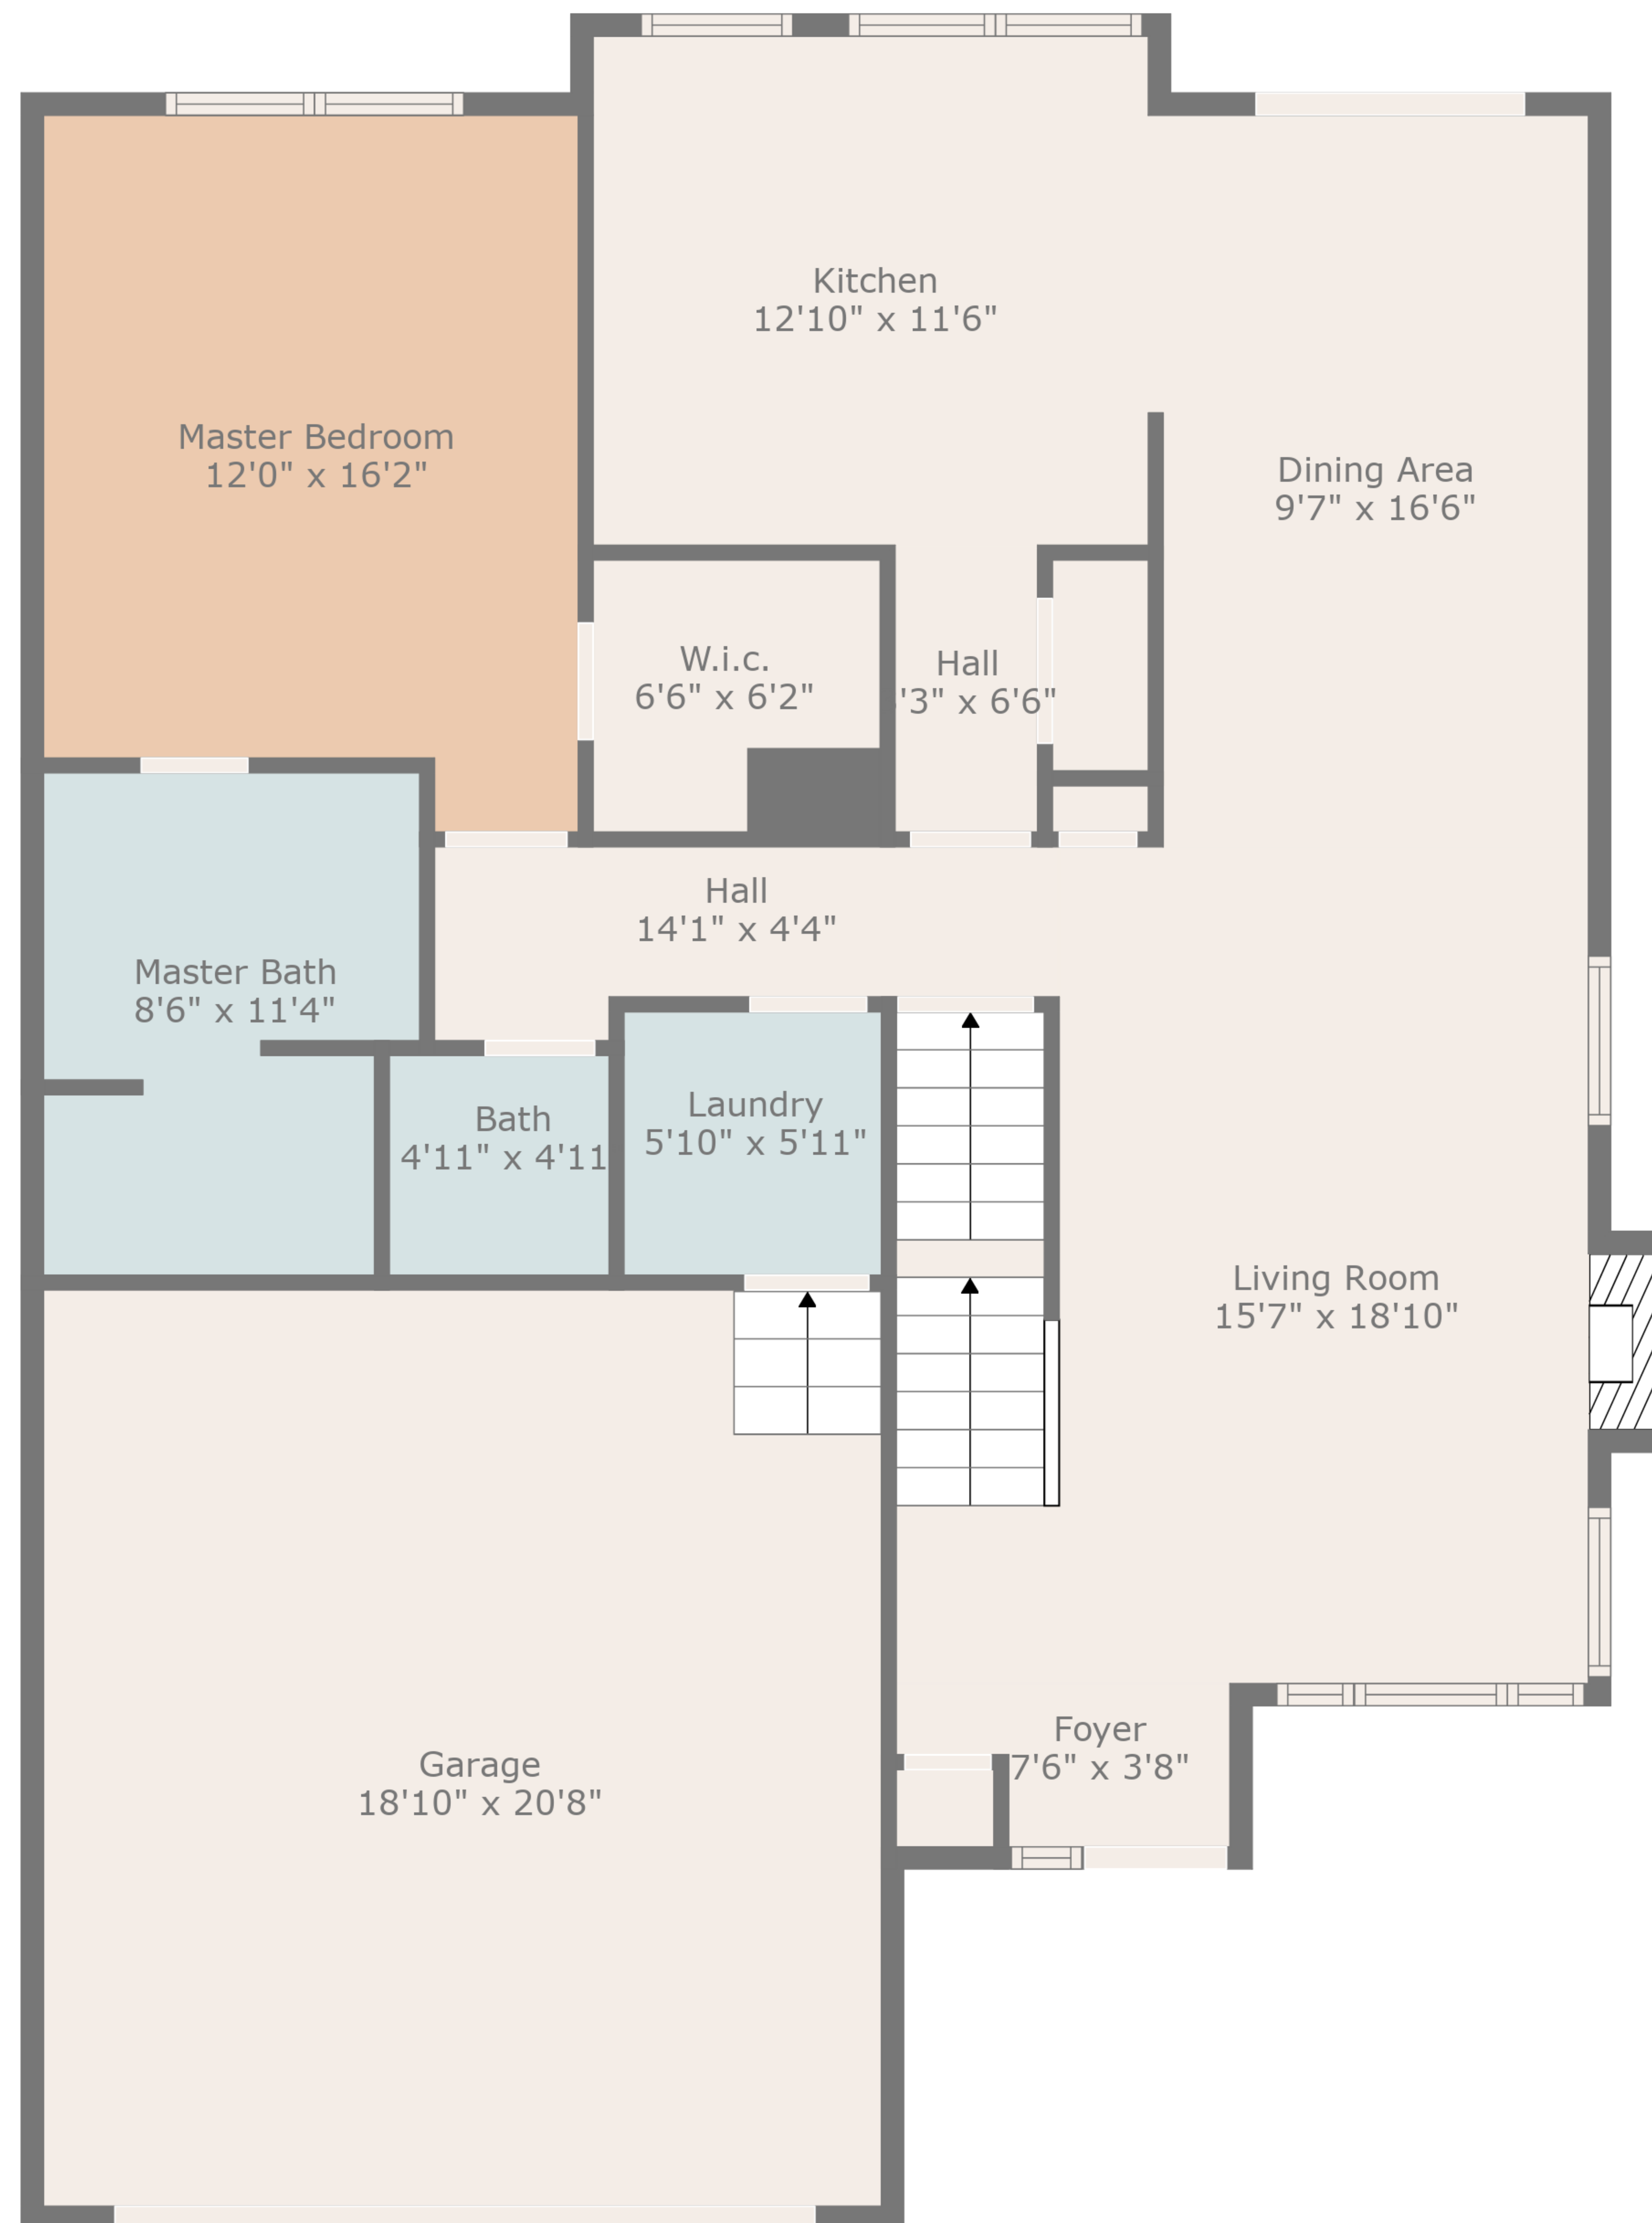 Kitchen
12'10" x 11'6"
Master Bedroom
12'0" x 16'2"
Dining Area
9'7" x 16'6"
W.i.c.
6'6" x 6'2"
Hall
'3" x 6'6"
Hall
14'1" x 4'4"
Master Bath
8'6" x 11'4"
Bath
4'11" x 4'11
Laundry
5'10" x 5'11"
Living Room
15'7" x 18'10"
Foyer
7'6" x 3'8"
Garage
18'10" x 20'8"